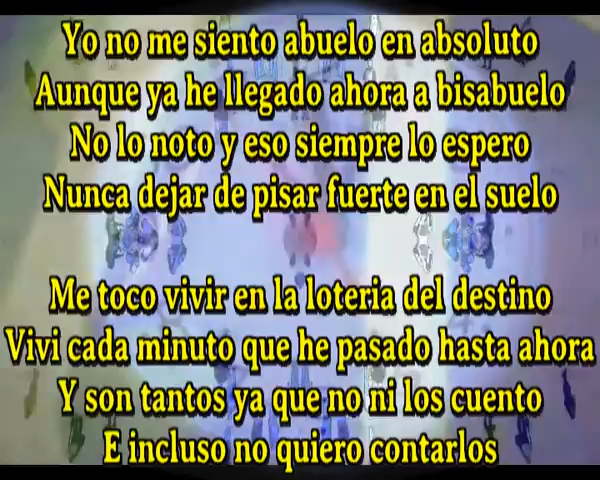 Yo no me siento abuelo en absoluto
Aunque ya he llegado ahora a bisabuelo
No lo noto y eso siempre lo espero
Nunca dejar de pisar fuerte en el suelo
Me toco vivir en la loteria del destino
Vivi cada minuto que he pasado hasta ahora
Y son tantos ya que no ni los cuento
E incluso no quiero contarlos